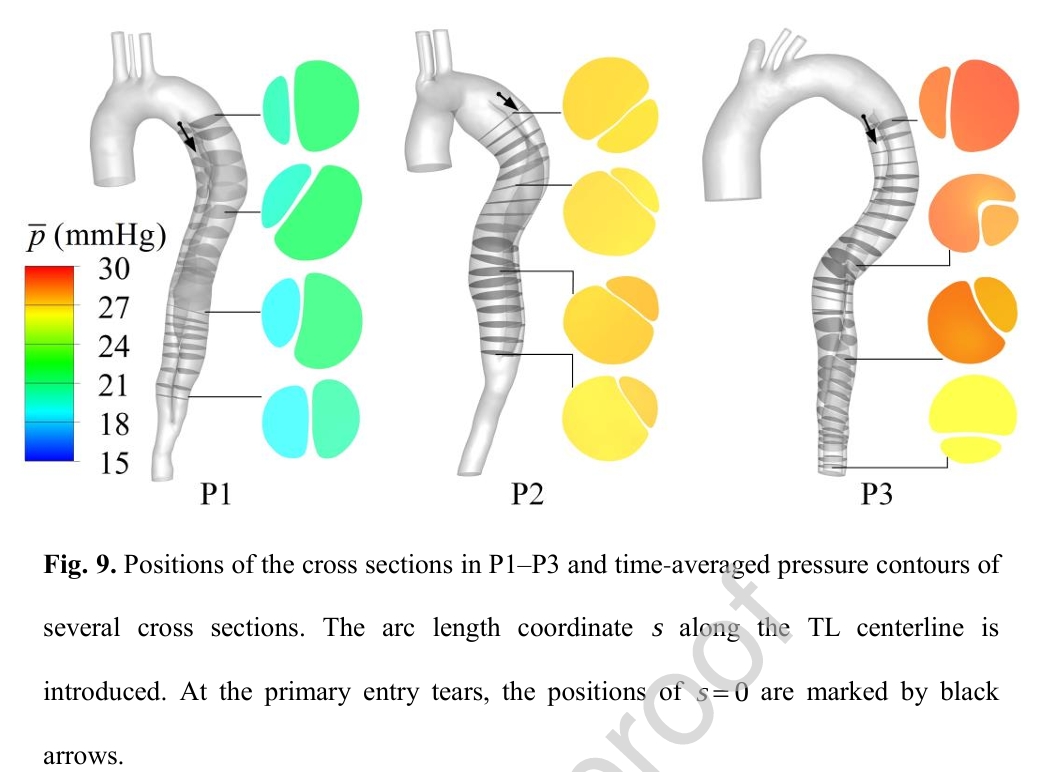 p̅ (mmHg)
30
27
24
21
18
15
P1
P2
P3
Fig. 9. Positions of the cross sections in P1–P3 and time-averaged pressure contours of
several cross sections. The arc length coordinate s along the TL centerline is
introduced. At the primary entry tears, the positions of s=0 are marked by black
arrows.
proof